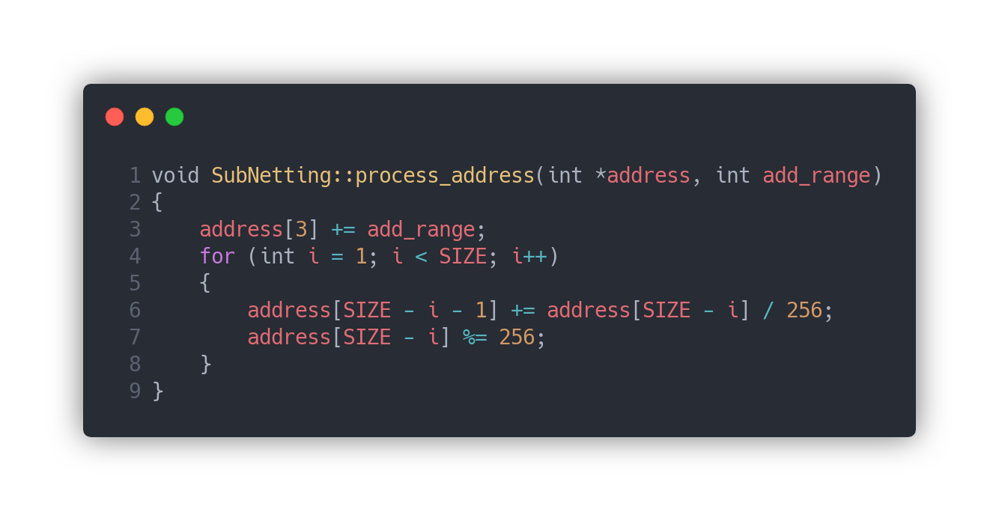 1 void SubNetting::process_address(int *address, int add_range)
2 {
3     address[3] += add_range;
4     for (int i = 1; i < SIZE; i++)
5     {
6         address[SIZE - i - 1] += address[SIZE - i] / 256;
7         address[SIZE - i] %= 256;
8     }
9 }